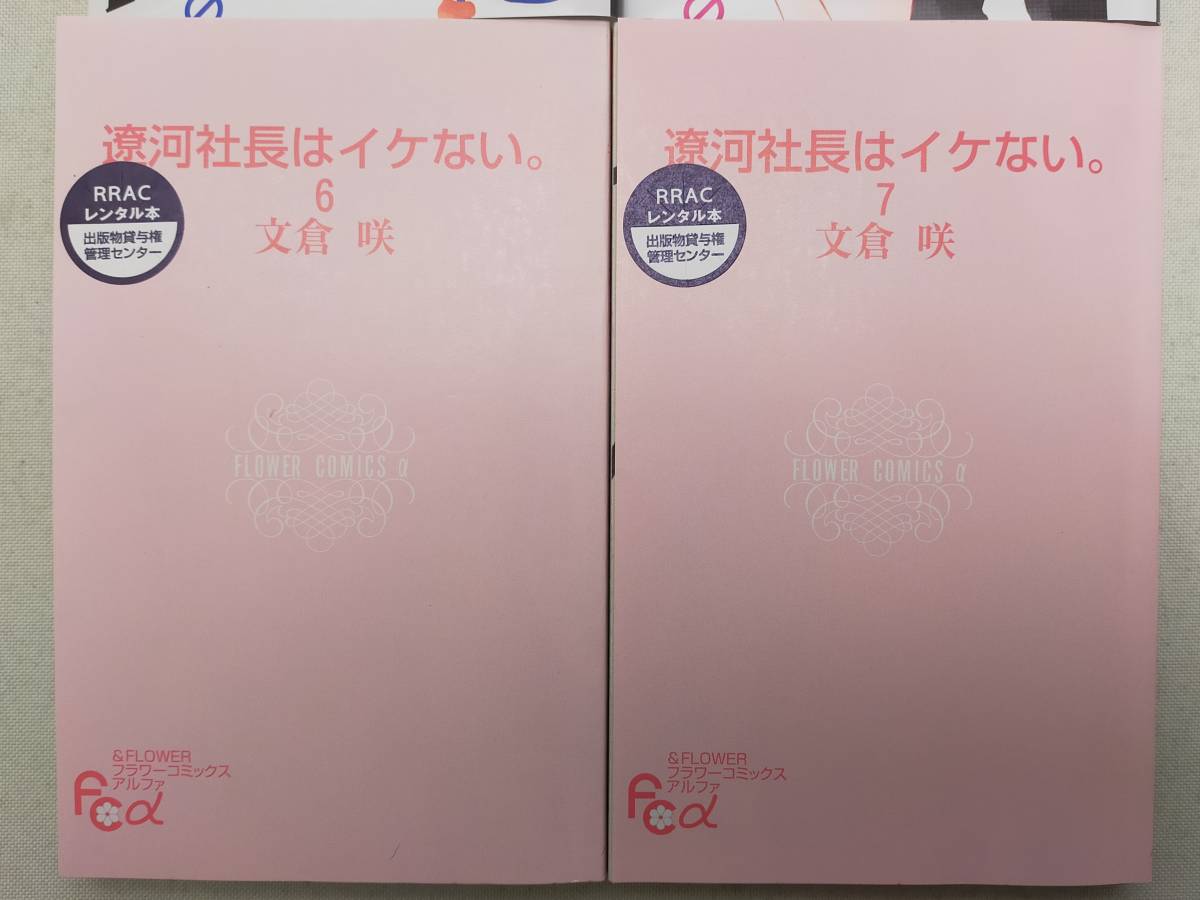 遼河社長はイケない。
6
文倉 咲
RRAC
レンタル本
出版物貸与権
管理センター
FLOWER COMICS α
&FLOWER
フラワーコミックス
アルファ
FCα
遼河社長はイケない。
7
文倉 咲
RRAC
レンタル本
出版物貸与権
管理センター
FLOWER COMICS α
&FLOWER
フラワーコミックス
アルファ
FCα